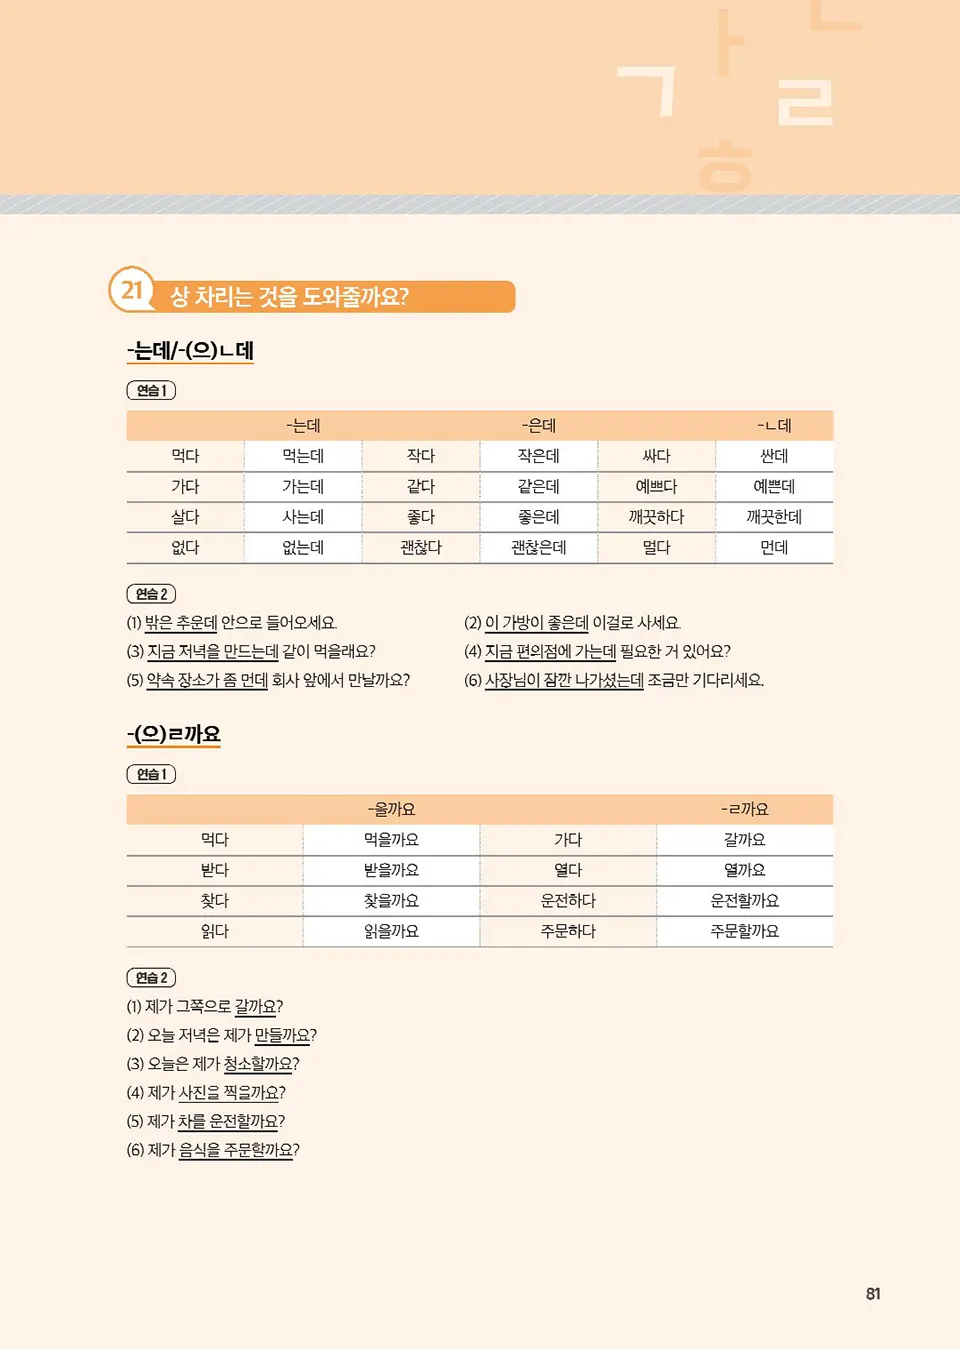 ㄱ ㅏ ㄴ ㄹ ㅎ
21 상 차리는 것을 도와줄까요?
-는데/-(으)ㄴ데
연습 1
-는데 -은데 -ㄴ데
먹다 먹는데 작다 작은데 싸다 싼데
가다 가는데 같다 같은데 예쁘다 예쁜데
살다 사는데 좋다 좋은데 깨끗하다 깨끗한데
없다 없는데 괜찮다 괜찮은데 멀다 먼데
연습 2
(1) 밖은 추운데 안으로 들어오세요. (2) 이 가방이 좋은데 이걸로 사세요.
(3) 지금 저녁을 만드는데 같이 먹을래요? (4) 지금 편의점에 가는데 필요한 거 있어요?
(5) 약속 장소가 좀 먼데 회사 앞에서 만날까요? (6) 사장님이 잠깐 나가셨는데 조금만 기다리세요.
-(으)ㄹ까요
연습 1
-을까요 -ㄹ까요
먹다 먹을까요 가다 갈까요
받다 받을까요 열다 열까요
찾다 찾을까요 운전하다 운전할까요
읽다 읽을까요 주문하다 주문할까요
연습 2
(1) 제가 그쪽으로 갈까요?
(2) 오늘 저녁은 제가 만들까요?
(3) 오늘은 제가 청소할까요?
(4) 제가 사진을 찍을까요?
(5) 제가 차를 운전할까요?
(6) 제가 음식을 주문할까요?
81